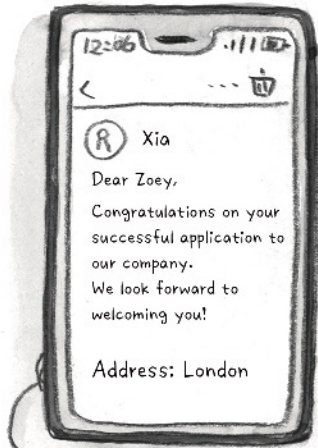 12:06
R
Xia
Dear Zoey,
Congratulations on your
successful application to
our company.
We look forward to
welcoming you!
Address: London